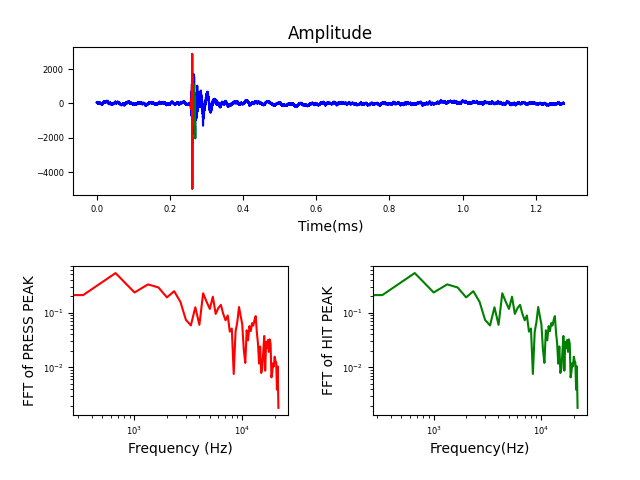 Amplitude
2000
0
−2000
−4000
0.0 0.2 0.4 0.6 0.8 1.0 1.2
Time(ms)
FFT of PRESS PEAK
10⁻¹
10⁻²
10³ 10⁴
Frequency (Hz)
FFT of HIT PEAK
10⁻¹
10⁻²
10³ 10⁴
Frequency(Hz)